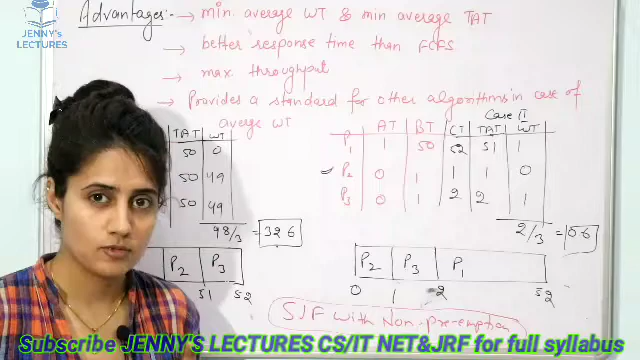 JENNY'S
LECTURES
Advantages:- → min average WT & min average TAT
→ better response time than FCFS
→ max throughput
→ Provides a standard for other algorithms in case of
averge WT
Case II
TAT WT
50 0
50 49
50 49
98/3 = 32.6
P2 P3
51 52
AT BT CT TAT WT
P1 1 50 52 51 1
P2 0 1 1 1 0
P3 0 1 2 2 1
2/3 = 0.6
P2 P3 P1
0 1 2 52
SJF with Non-pre-emption
Subscribe JENNY'S LECTURES CS/IT NET&JRF for full syllabus